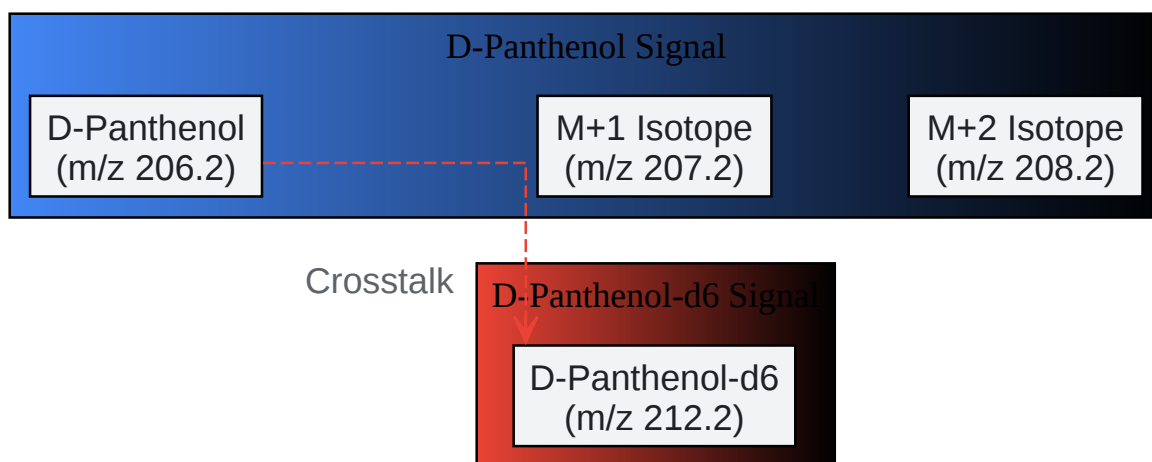 D-Panthenol Signal
D-Panthenol
(m/z 206.2)
M+1 Isotope
(m/z 207.2)
M+2 Isotope
(m/z 208.2)
Crosstalk
D-Panthenol-d6 Signal
D-Panthenol-d6
(m/z 212.2)